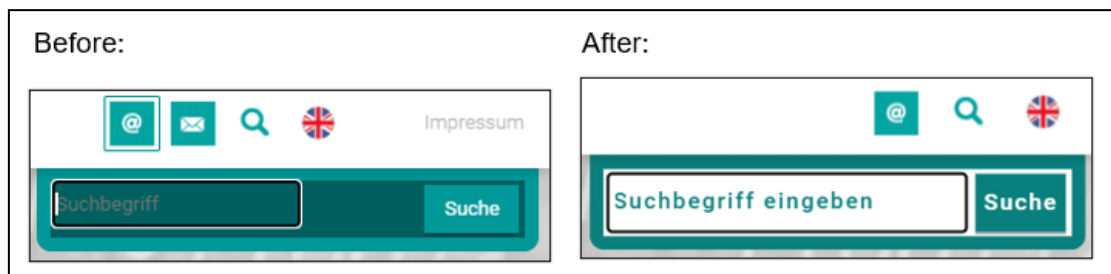 Before:
After:
@
Impressum
Suchbegriff
Suche
@
Suchbegriff eingeben
Suche